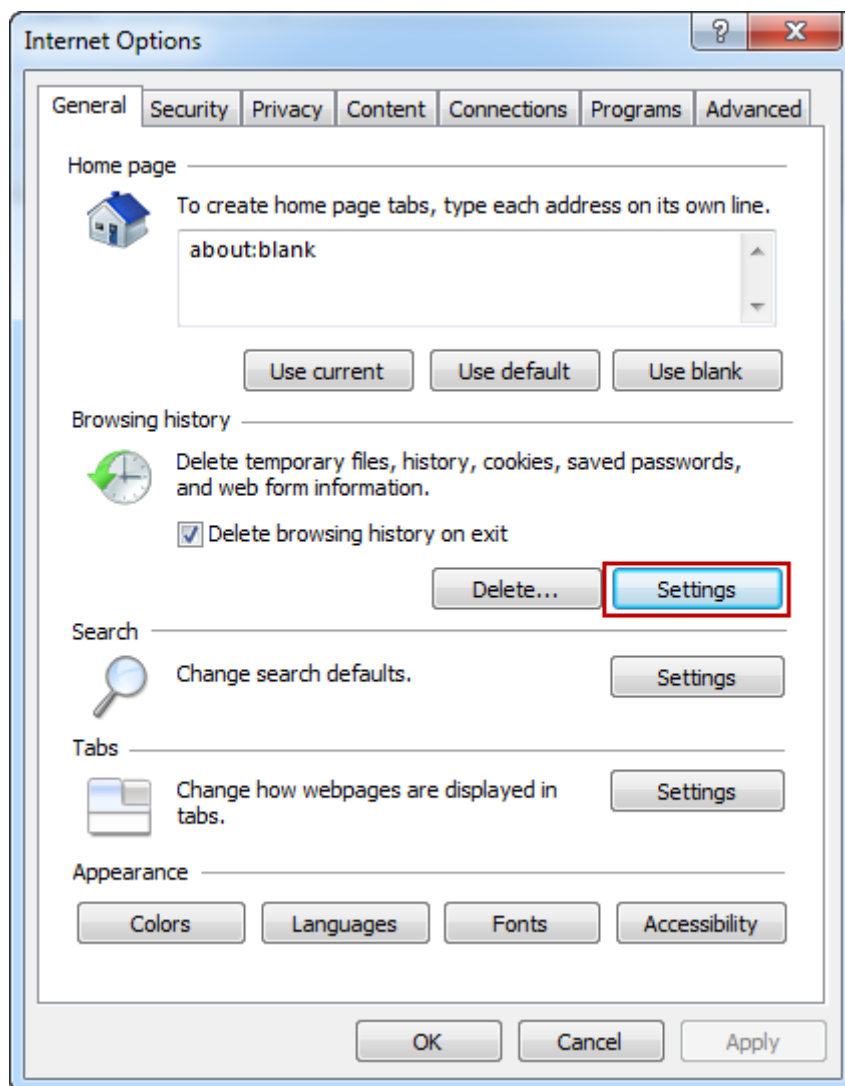 Internet Options
General Security Privacy Content Connections Programs Advanced
Home page
To create home page tabs, type each address on its own line.
about:blank
Use current Use default Use blank
Browsing history
Delete temporary files, history, cookies, saved passwords,
and web form information.
Delete browsing history on exit
Delete... Settings
Search
Change search defaults. Settings
Tabs
Change how webpages are displayed in
tabs.
Settings
Appearance
Colors Languages Fonts Accessibility
OK Cancel Apply